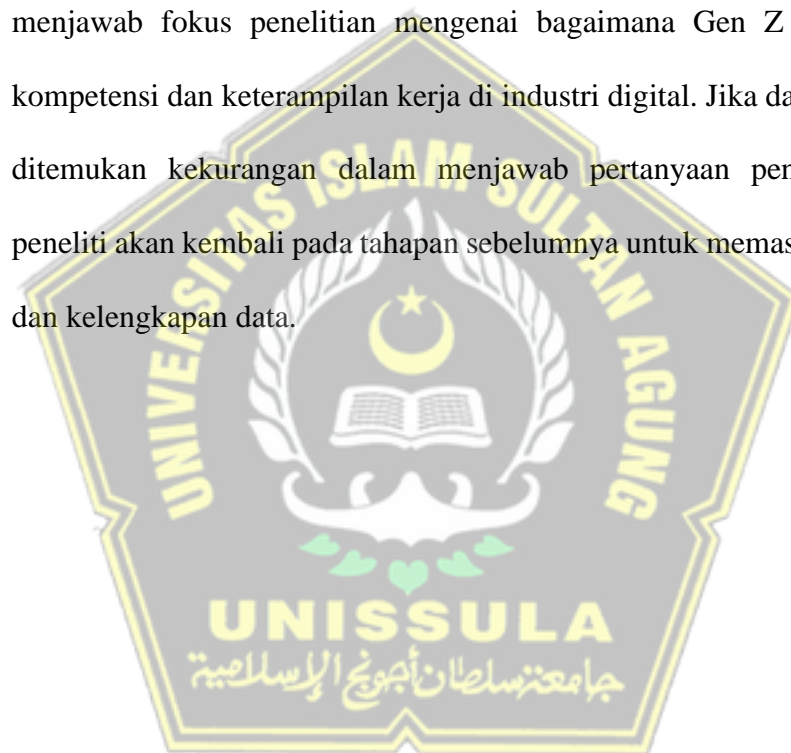 menjawab fokus penelitian mengenai bagaimana Gen Z
kompetensi dan keterampilan kerja di industri digital. Jika da
ditemukan kekurangan dalam menjawab pertanyaan pen
peneliti akan kembali pada tahapan sebelumnya untuk memas
dan kelengkapan data.
UNIVERSITAS ISLAM SULTAN AGUNG
UNISSULA
جامعة سلطان أجونج الإسلامية